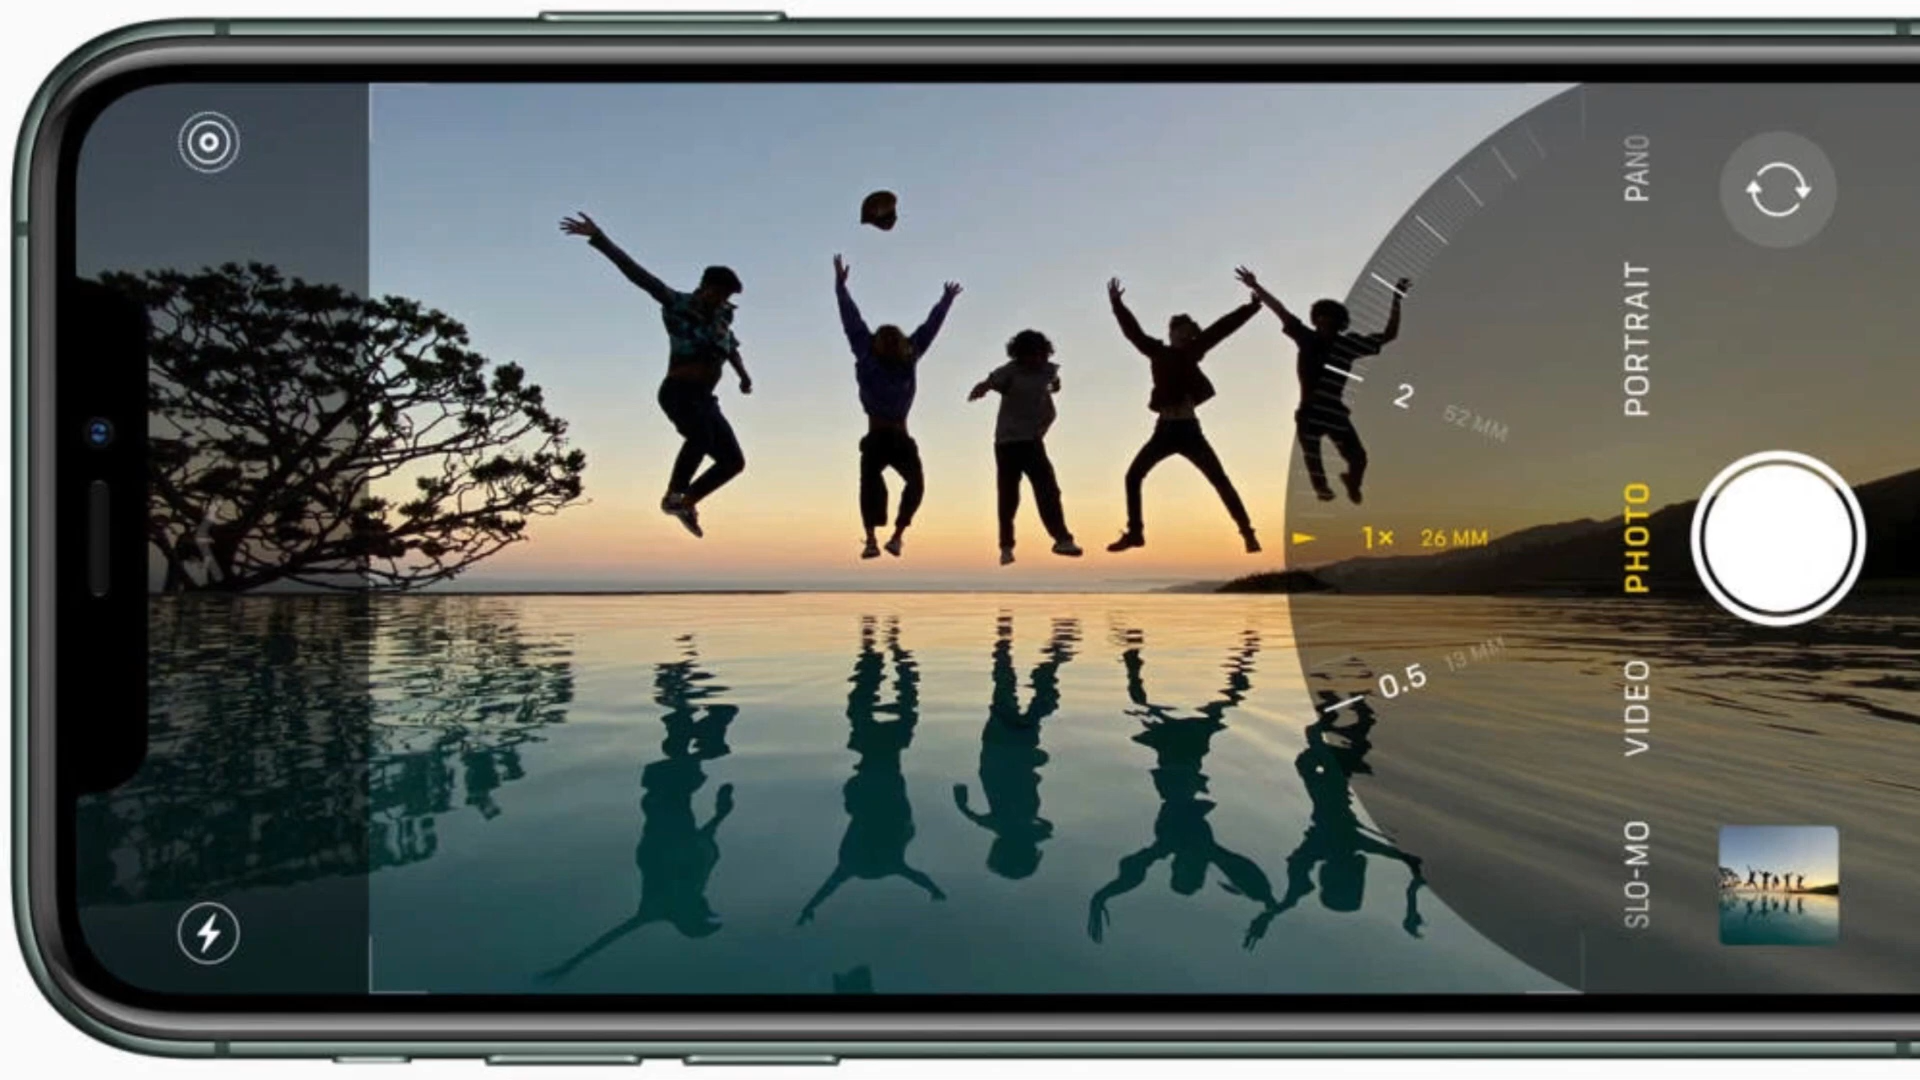 PANO
PORTRAIT
PHOTO
VIDEO
SLO-MO
2 52 MM
1× 26 MM
0.5 13 MM